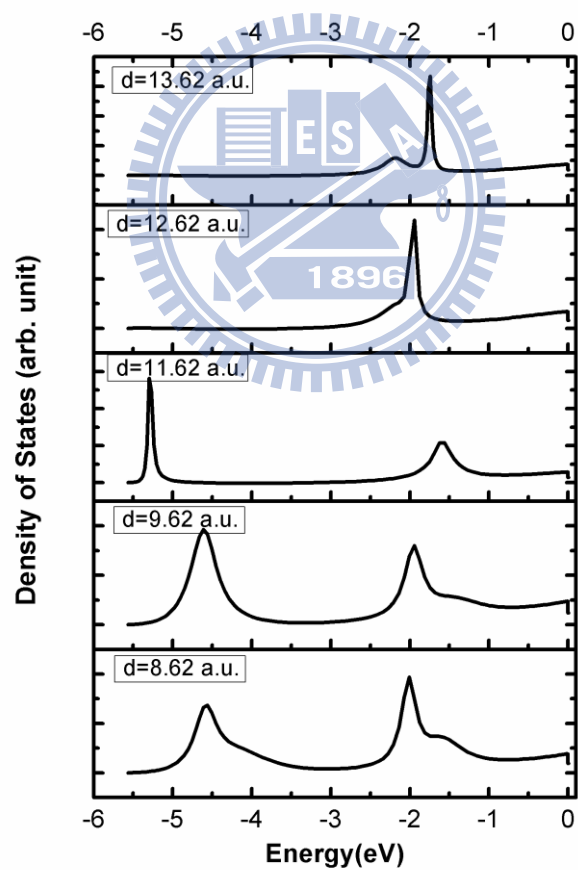 -6 -5 -4 -3 -2 -1 0
d=13.62 a.u.
E S A
d=12.62 a.u.
1896
d=11.62 a.u.
d=9.62 a.u.
d=8.62 a.u.
-6 -5 -4 -3 -2 -1 0
Energy(eV)
Density of States (arb. unit)